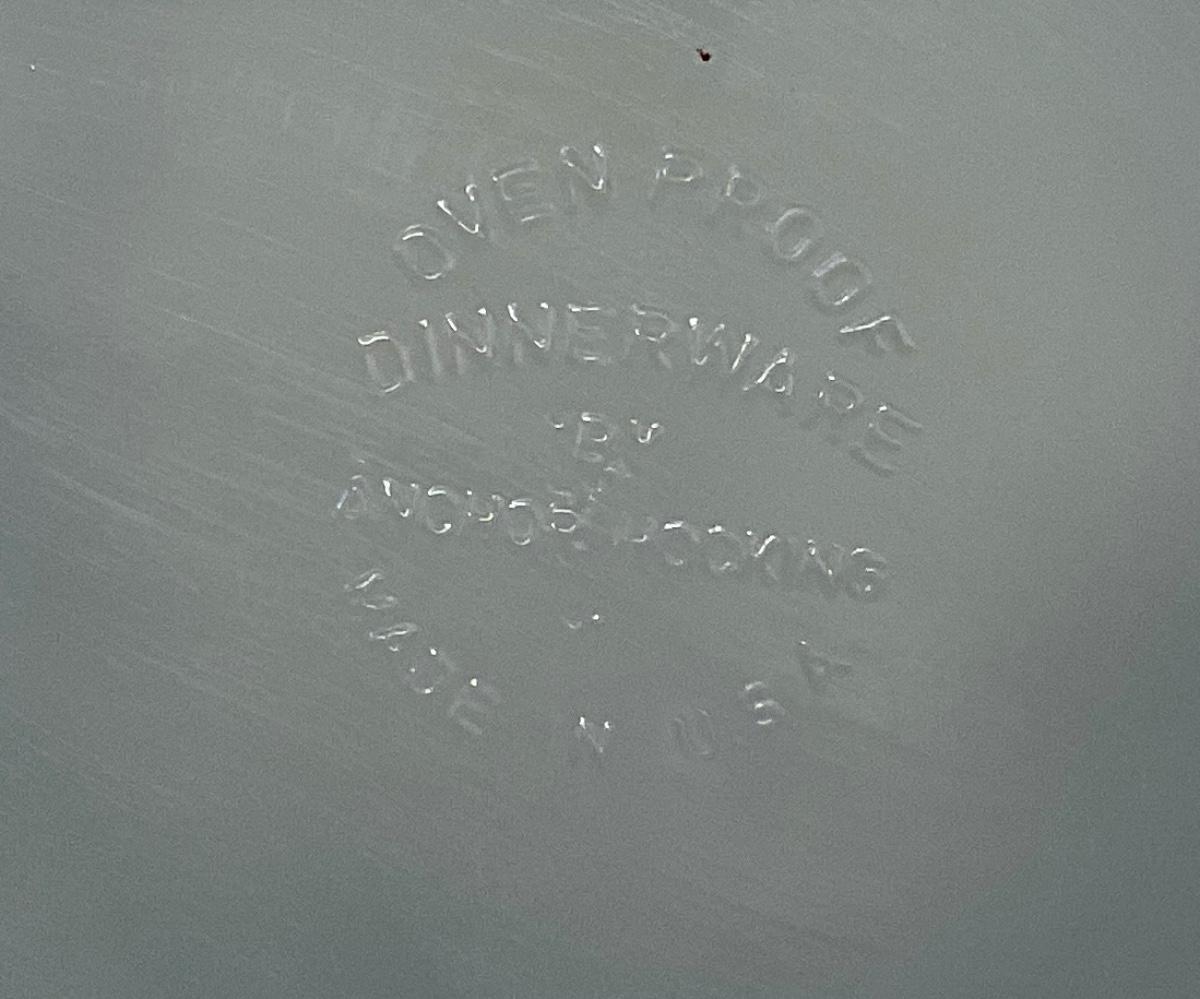 OVEN PROOF
DINNERWARE
BY
ANCHOR HOCKING
MADE IN U S A